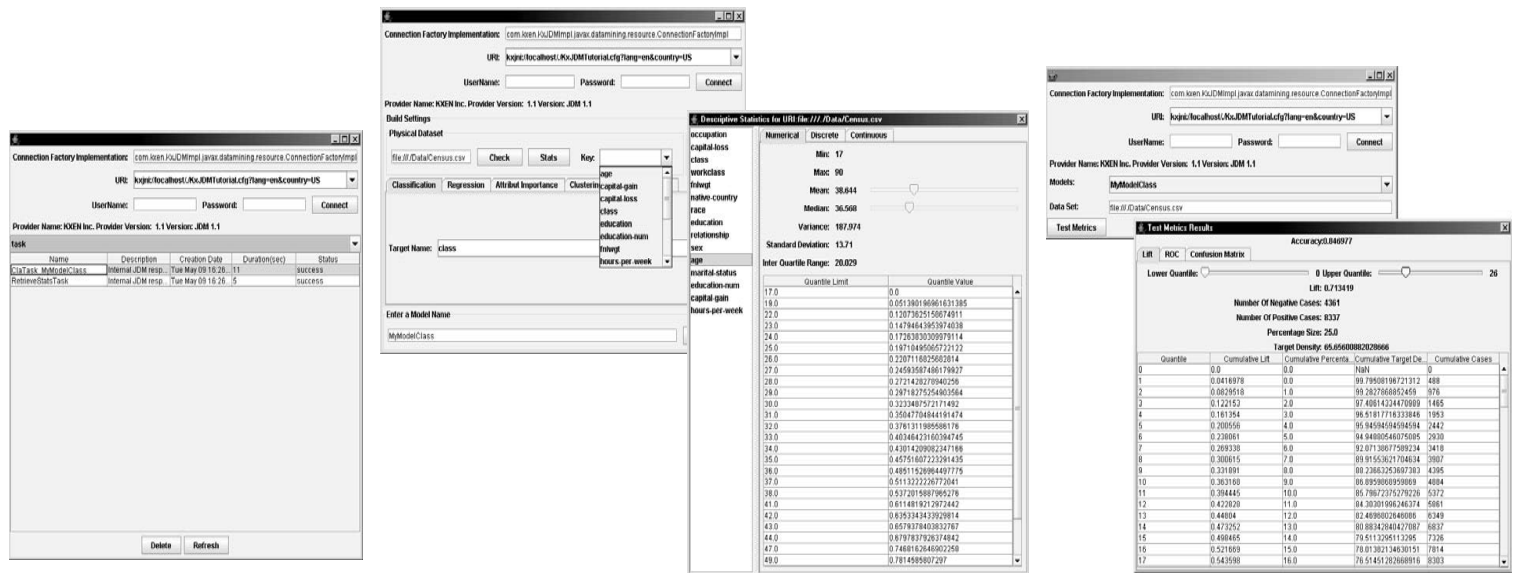 Connection Factory Implementation: com.kxen.KxJDMImpl.javax.datamining.resource.ConnectionFactoryImpl
URI: kxjni:/localhost/./KxJDMTutorial.cfg?lang=en&country=US
UserName: Password: Connect
Provider Name: KXEN Inc. Provider Version: 1.1 Version: JDM 1.1
task
Name Description Creation Date Duration(sec) Status
ClaTask_MyModelClass Internal JDM resp... Tue May 09 16:26... 11 success
RetrieveStatsTask Internal JDM resp... Tue May 09 16:26... 5 success
Delete Refresh
Connection Factory Implementation: com.kxen.KxJDMImpl.javax.datamining.resource.ConnectionFactoryImpl
URI: kxjni:/localhost/./KxJDMTutorial.cfg?lang=en&country=US
UserName: Password: Connect
Provider Name: KXEN Inc. Provider Version: 1.1 Version: JDM 1.1
Build Settings
Physical Dataset
file:///./Data/Census.csv Check Stats Key:
Classification Regression Attribut Importance Clustering
age
capital-gain
capital-loss
class
education
education-num
fnlwgt
hours-per-week
Target Name: class
Enter a Model Name
MyModelClass
Descriptive Statistics for URI:file:///./Data/Census.csv
occupation
capital-loss
class
workclass
fnlwgt
native-country
race
education
relationship
sex
age
marital-status
education-num
capital-gain
hours-per-week
Numerical Discrete Continuous
Min: 17
Max: 90
Mean: 38.644
Median: 36.568
Variance: 187.974
Standard Deviation: 13.71
Inter Quartile Range: 20.029
Quantile Limit Quantile Value
17.0 0.0
19.0 0.051390196961631385
22.0 0.12073625150674911
23.0 0.14794643953974038
24.0 0.17263830309979114
25.0 0.19710495065722122
26.0 0.2207116825682814
27.0 0.24593587486179927
28.0 0.2721428278940256
29.0 0.29718275254903564
30.0 0.3233407572171492
31.0 0.35047704844191474
32.0 0.3761311985586176
33.0 0.40346423160394745
34.0 0.43014209082347166
35.0 0.45751607223291435
36.0 0.48511526964497775
37.0 0.5113222226772041
38.0 0.5372015887965276
41.0 0.6114819212972442
42.0 0.6353343433929814
43.0 0.6579378403832767
44.0 0.6797837926374842
47.0 0.7468162646902258
49.0 0.7814585807297
Connection Factory Implementation: com.kxen.KxJDMImpl.javax.datamining.resource.ConnectionFactoryImpl
URI: kxjni:/localhost/./KxJDMTutorial.cfg?lang=en&country=US
UserName: Password: Connect
Provider Name: KXEN Inc. Provider Version: 1.1 Version: JDM 1.1
Models: MyModelClass
Data Set: file:///./Data/Census.csv
Test Metrics
Test Metrics Results
Accuracy:0.846977
Lift ROC Confusion Matrix
Lower Quantile: 0 Upper Quantile: 26
Lift: 0.713419
Number Of Negative Cases: 4361
Number Of Positive Cases: 8337
Percentage Size: 25.0
Target Density: 65.65600882028666
Quantile Cumulative Lift Cumulative Percenta... Cumulative Target De... Cumulative Cases
0 0.0 0.0 NaN 0
1 0.0416978 0.0 99.79508196721312 488
2 0.0829518 1.0 99.2827868852459 976
3 0.122153 2.0 97.40614334470989 1465
4 0.161354 3.0 96.51817716333846 1953
5 0.200556 4.0 95.94594594594594 2442
6 0.238061 5.0 94.94880546075085 2930
7 0.269338 6.0 92.07138677589234 3418
8 0.300615 7.0 89.91553621704634 3907
9 0.331891 8.0 88.23663253697383 4395
10 0.363168 9.0 86.8959868959869 4884
11 0.394445 10.0 85.79672375279226 5372
12 0.422828 11.0 84.30301996246374 5861
13 0.44804 12.0 82.4696802646066 6349
14 0.473252 13.0 80.88342840427087 6837
15 0.498465 14.0 79.5113295113295 7326
16 0.521669 15.0 78.01382134630151 7814
17 0.543598 16.0 76.51451282668916 8303